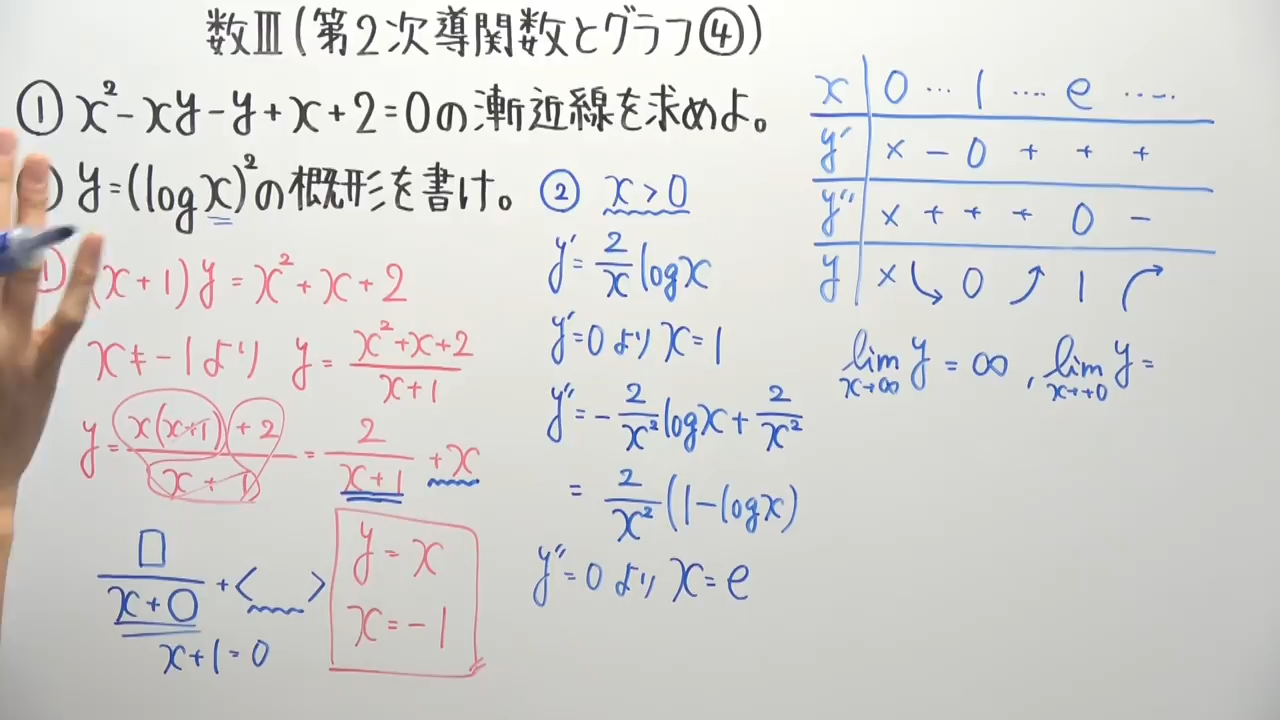 数Ⅲ(第2次導関数とグラフ④)
① x²-xy-y+x+2=0の漸近線を求めよ。
) y=(log x)²の概形を書け。
1) (x+1)y=x²+x+2
x≠-1より y=(x²+x+2)/(x+1)
y=(x(x+1)+2)/(x+1)=2/(x+1)+x
□/(x+○)+< >
x+1=0
y=x
x=-1
② x>0
y'=2/x log x
y'=0より x=1
y''=-2/x² log x+2/x²
=2/x²(1-log x)
y''=0より x=e
x 0 … 1 …. e …..
y' × - 0 + + +
y'' × + + + 0 -
y × ⤷ 0 ⤴ 1 ↱
lim x→∞ y=∞, lim x→+0 y=